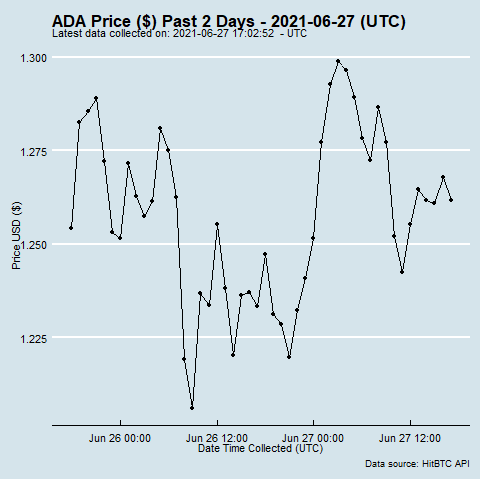 ADA Price ($) Past 2 Days - 2021-06-27 (UTC)
Latest data collected on: 2021-06-27 17:02:52 - UTC
1.300
1.275
1.250
1.225
Price USD ($)
Jun 26 00:00 Jun 26 12:00 Jun 27 00:00 Jun 27 12:00
Date Time Collected (UTC)
Data source: HitBTC API